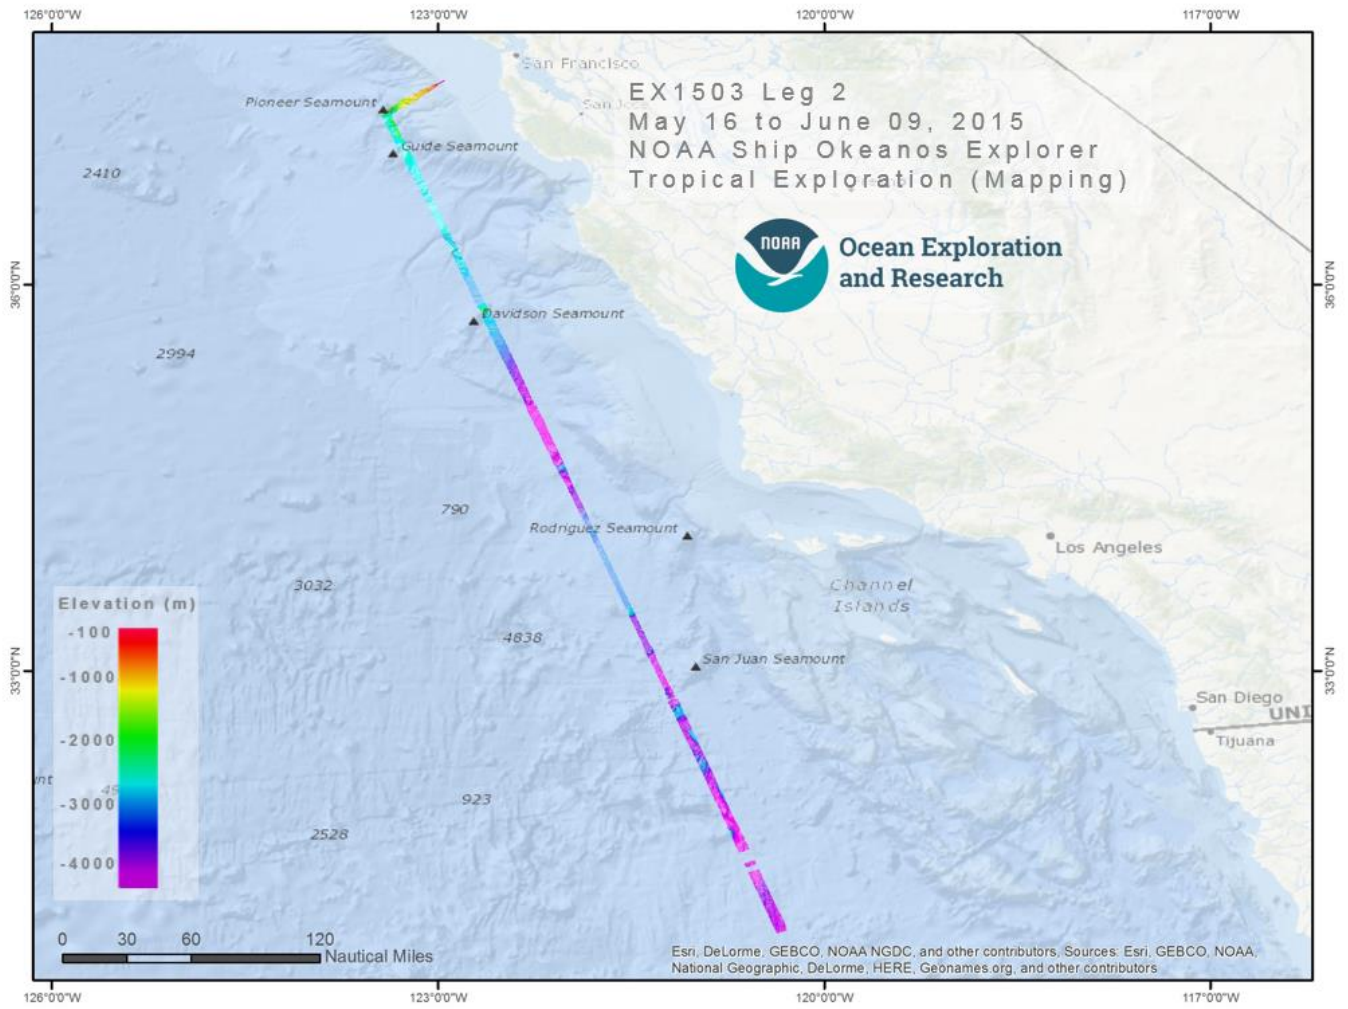 126°0'0"W 123°0'0"W 120°0'0"W 117°0'0"W
San Francisco
San Jose
EX1503 Leg 2
May 16 to June 09, 2015
NOAA Ship Okeanos Explorer
Tropical Exploration (Mapping)
Pioneer Seamount
Guide Seamount
2410
NOAA
Ocean Exploration
and Research
36°0'0"N 36°0'0"N
Davidson Seamount
2994
790
Rodriguez Seamount
Los Angeles
3032
Channel
Islands
Elevation (m)
-100
-1000
-2000
-3000
-4000
4838
San Juan Seamount
33°0'0"N 33°0'0"N
San Diego
UNI
Tijuana
nt
45
923
2528
0 30 60 120
Nautical Miles
Esri, DeLorme, GEBCO, NOAA NGDC, and other contributors, Sources: Esri, GEBCO, NOAA,
National Geographic, DeLorme, HERE, Geonames.org, and other contributors
126°0'0"W 123°0'0"W 120°0'0"W 117°0'0"W